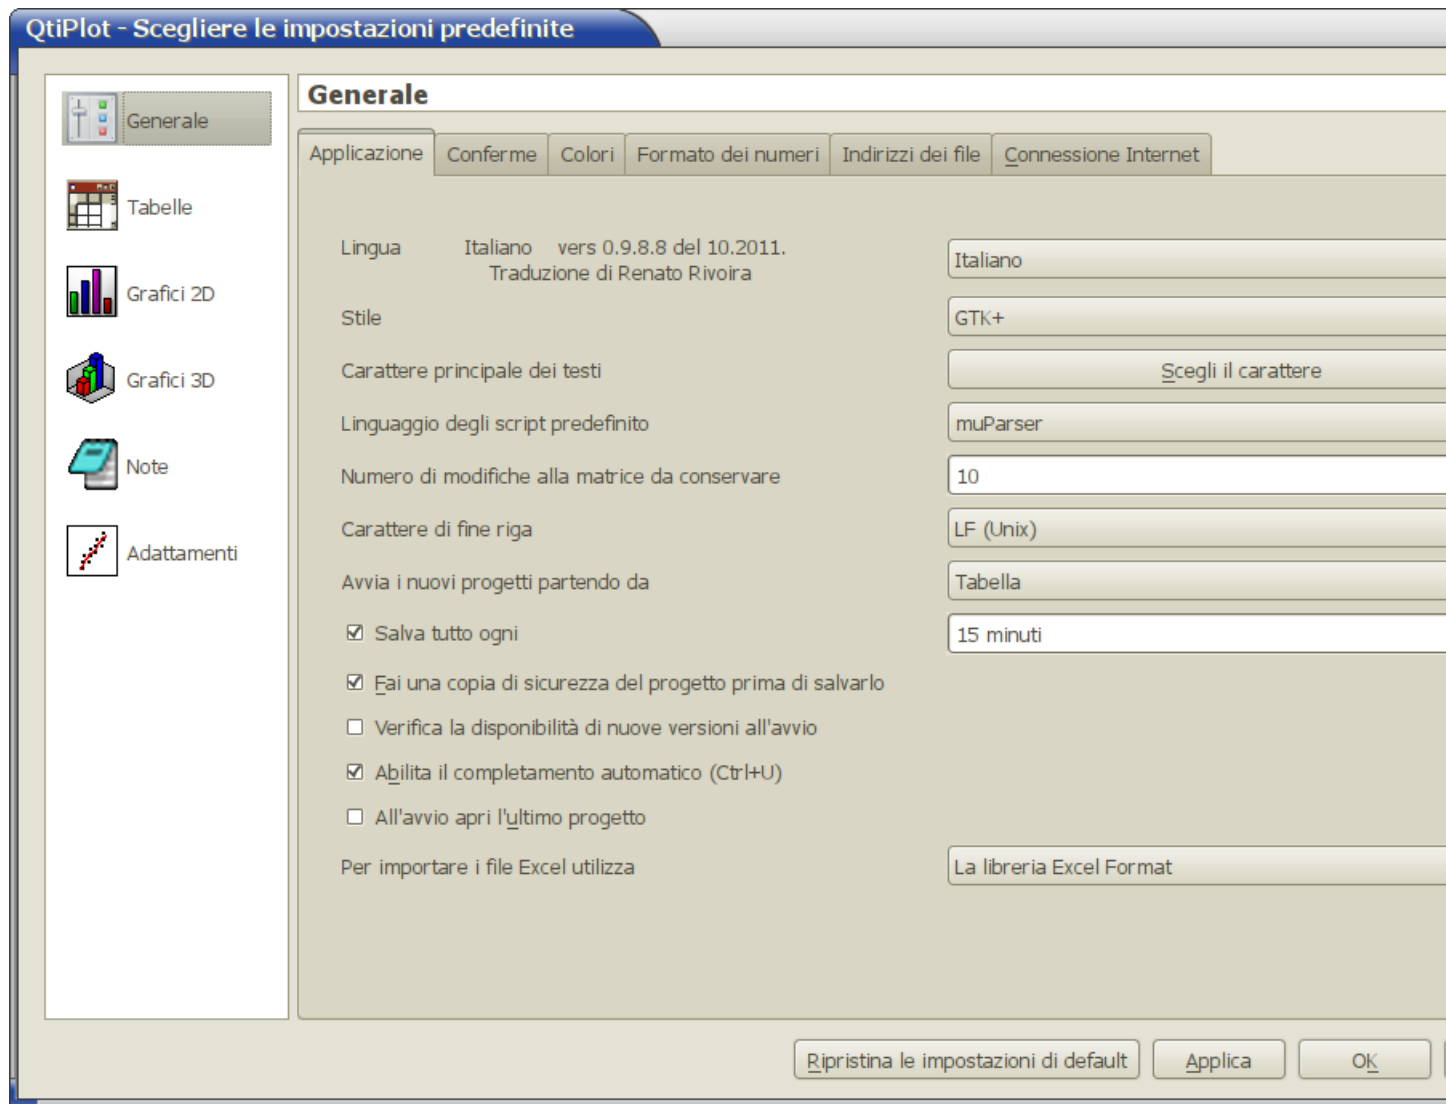 QtiPlot - Scegliere le impostazioni predefinite
Generale
Tabelle
Grafici 2D
Grafici 3D
Note
Adattamenti
Generale
Applicazione Conferme Colori Formato dei numeri Indirizzi dei file Connessione Internet
Lingua Italiano vers 0.9.8.8 del 10.2011. Italiano
Traduzione di Renato Rivoira
Stile GTK+
Carattere principale dei testi Scegli il carattere
Linguaggio degli script predefinito muParser
Numero di modifiche alla matrice da conservare 10
Carattere di fine riga LF (Unix)
Avvia i nuovi progetti partendo da Tabella
Salva tutto ogni 15 minuti
Fai una copia di sicurezza del progetto prima di salvarlo
Verifica la disponibilità di nuove versioni all'avvio
Abilita il completamento automatico (Ctrl+U)
All'avvio apri l'ultimo progetto
Per importare i file Excel utilizza La libreria Excel Format
Ripristina le impostazioni di default Applica OK